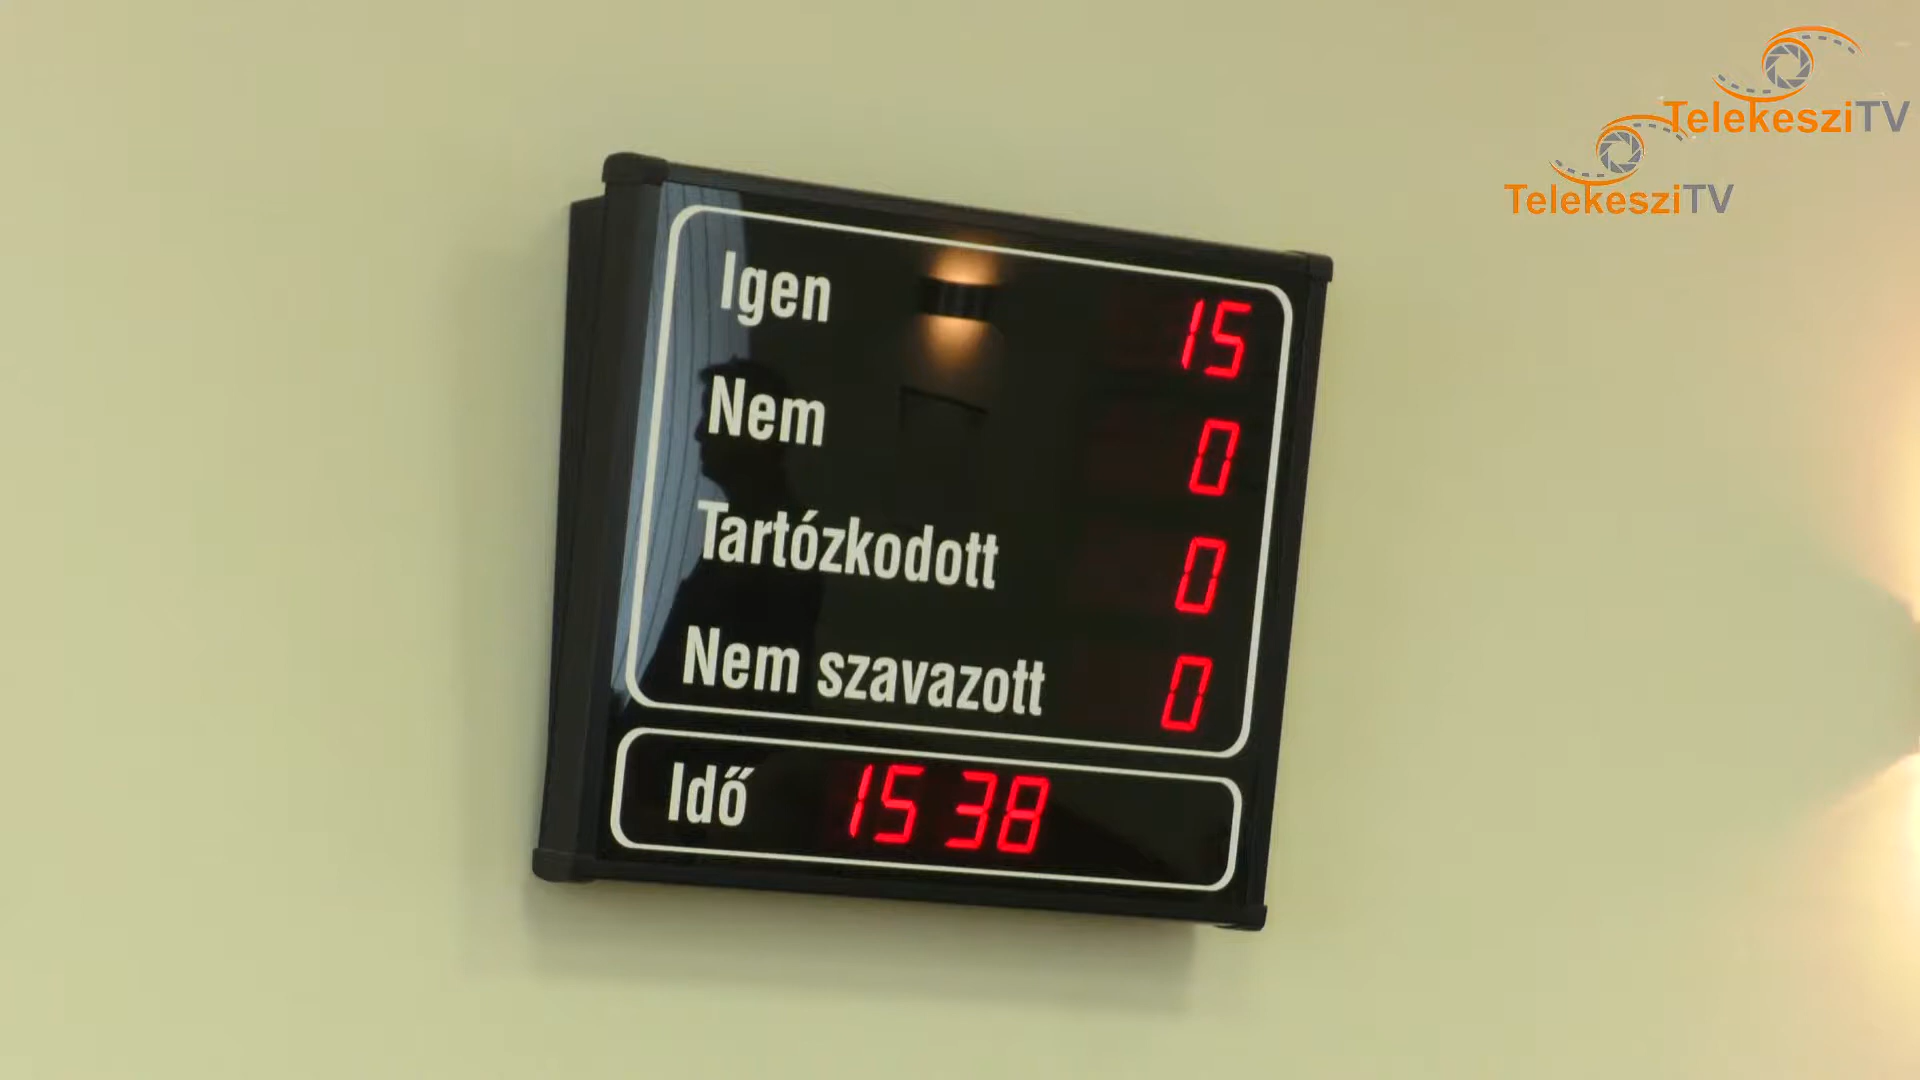 TelekesziTV
TelekesziTV
Igen 15
Nem 0
Tartózkodott 0
Nem szavazott 0
Idő 15 38